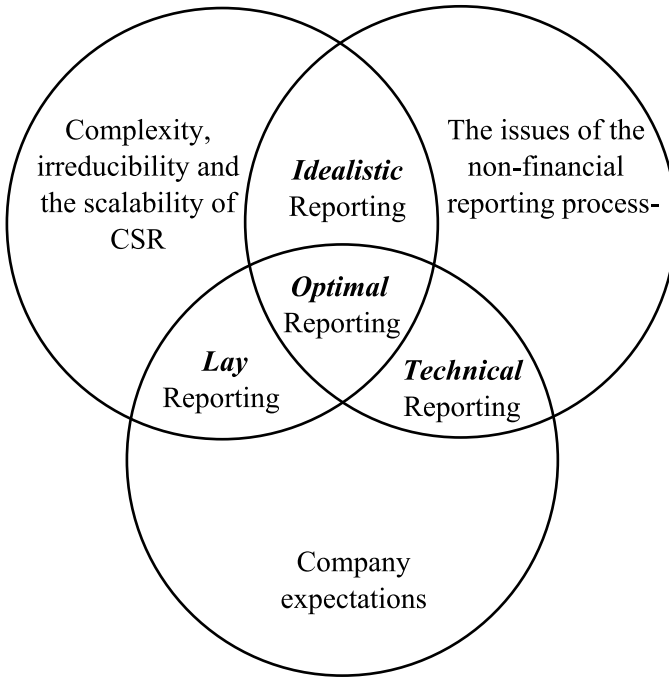 Complexity,
irreducibility and
the scalability of
CSR
Idealistic
Reporting
The issues of the
non-financial
reporting process-
Optimal
Reporting
Lay
Reporting
Technical
Reporting
Company
expectations